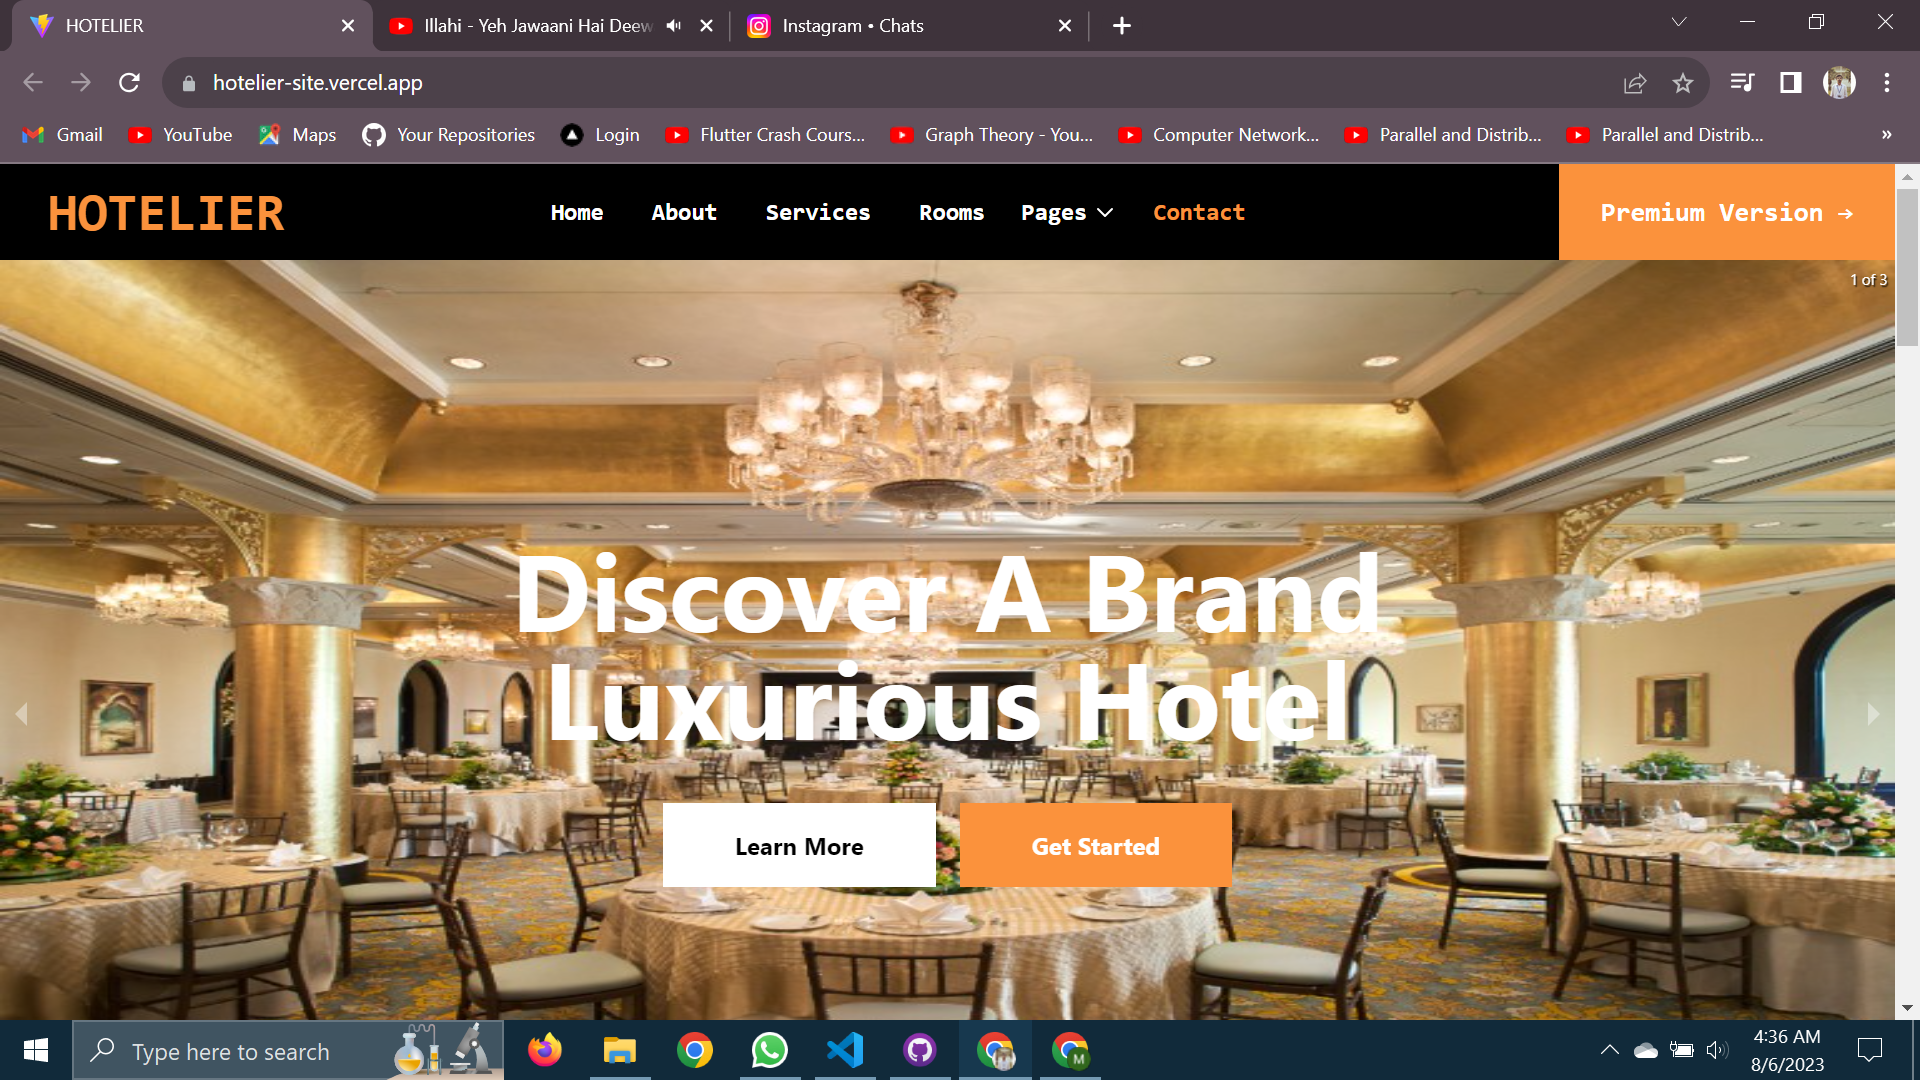 HOTELIER
Illahi - Yeh Jawaani Hai Deew
Instagram • Chats
hotelier-site.vercel.app
Gmail
YouTube
Maps
Your Repositories
Login
Flutter Crash Cours...
Graph Theory - You...
Computer Network...
Parallel and Distrib...
Parallel and Distrib...
»
HOTELIER
Home
About
Services
Rooms
Pages
Contact
Premium Version →
1 of 3
Discover A Brand
Luxurious Hotel
Learn More
Get Started
Type here to search
M
4:36 AM
8/6/2023